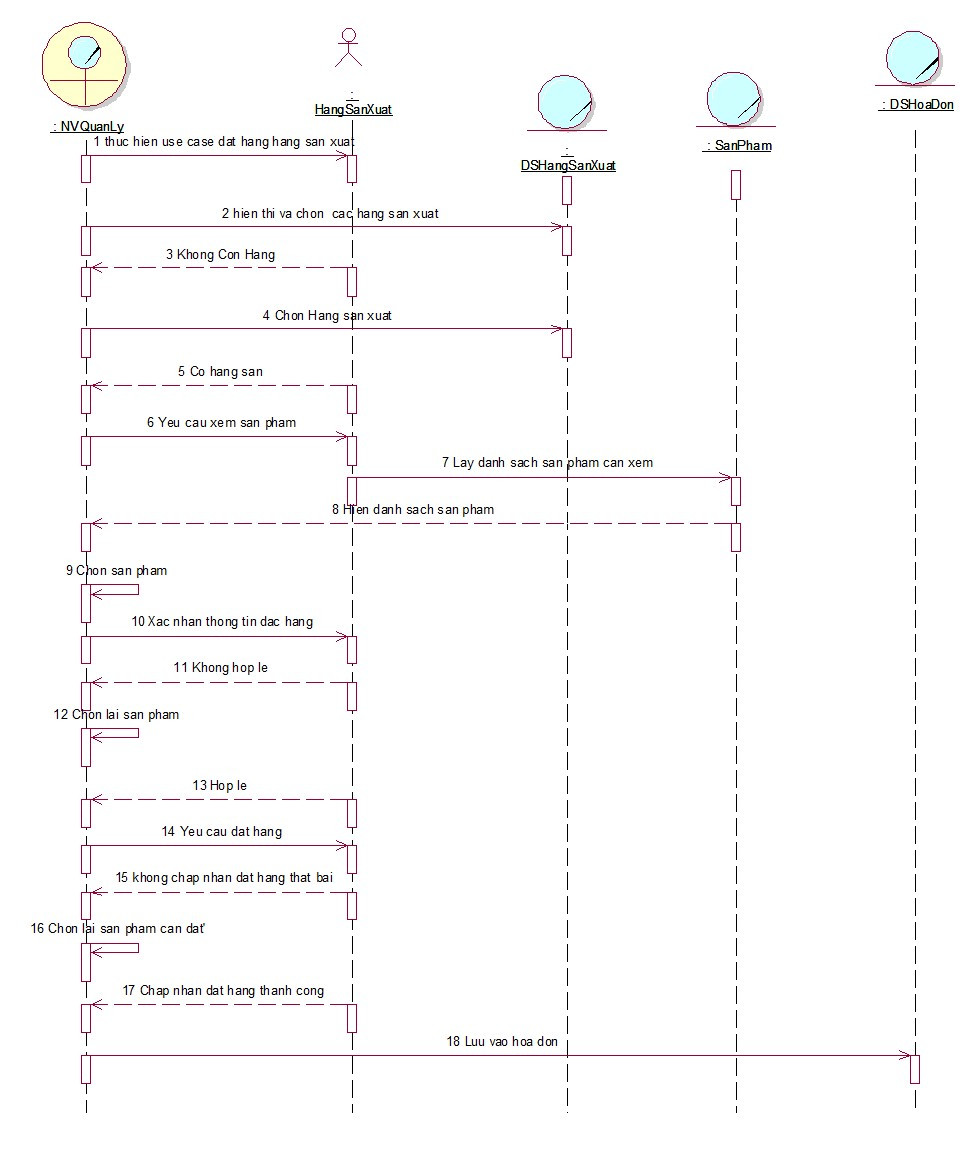 : NVQuanLy
:
HangSanXuat
:
DSHangSanXuat
: SanPham
: DSHoaDon
1 thuc hien use case dat hang hang san xuat
2 hien thi va chon cac hang san xuat
3 Khong Con Hang
4 Chon Hang san xuat
5 Co hang san
6 Yeu cau xem san pham
7 Lay danh sach san pham can xem
8 Hien danh sach san pham
9 Chon san pham
10 Xac nhan thong tin dac hang
11 Khong hop le
12 Chon lai san pham
13 Hop le
14 Yeu cau dat hang
15 khong chap nhan dat hang that bai
16 Chon lai san pham can dat'
17 Chap nhan dat hang thanh cong
18 Luu vao hoa don